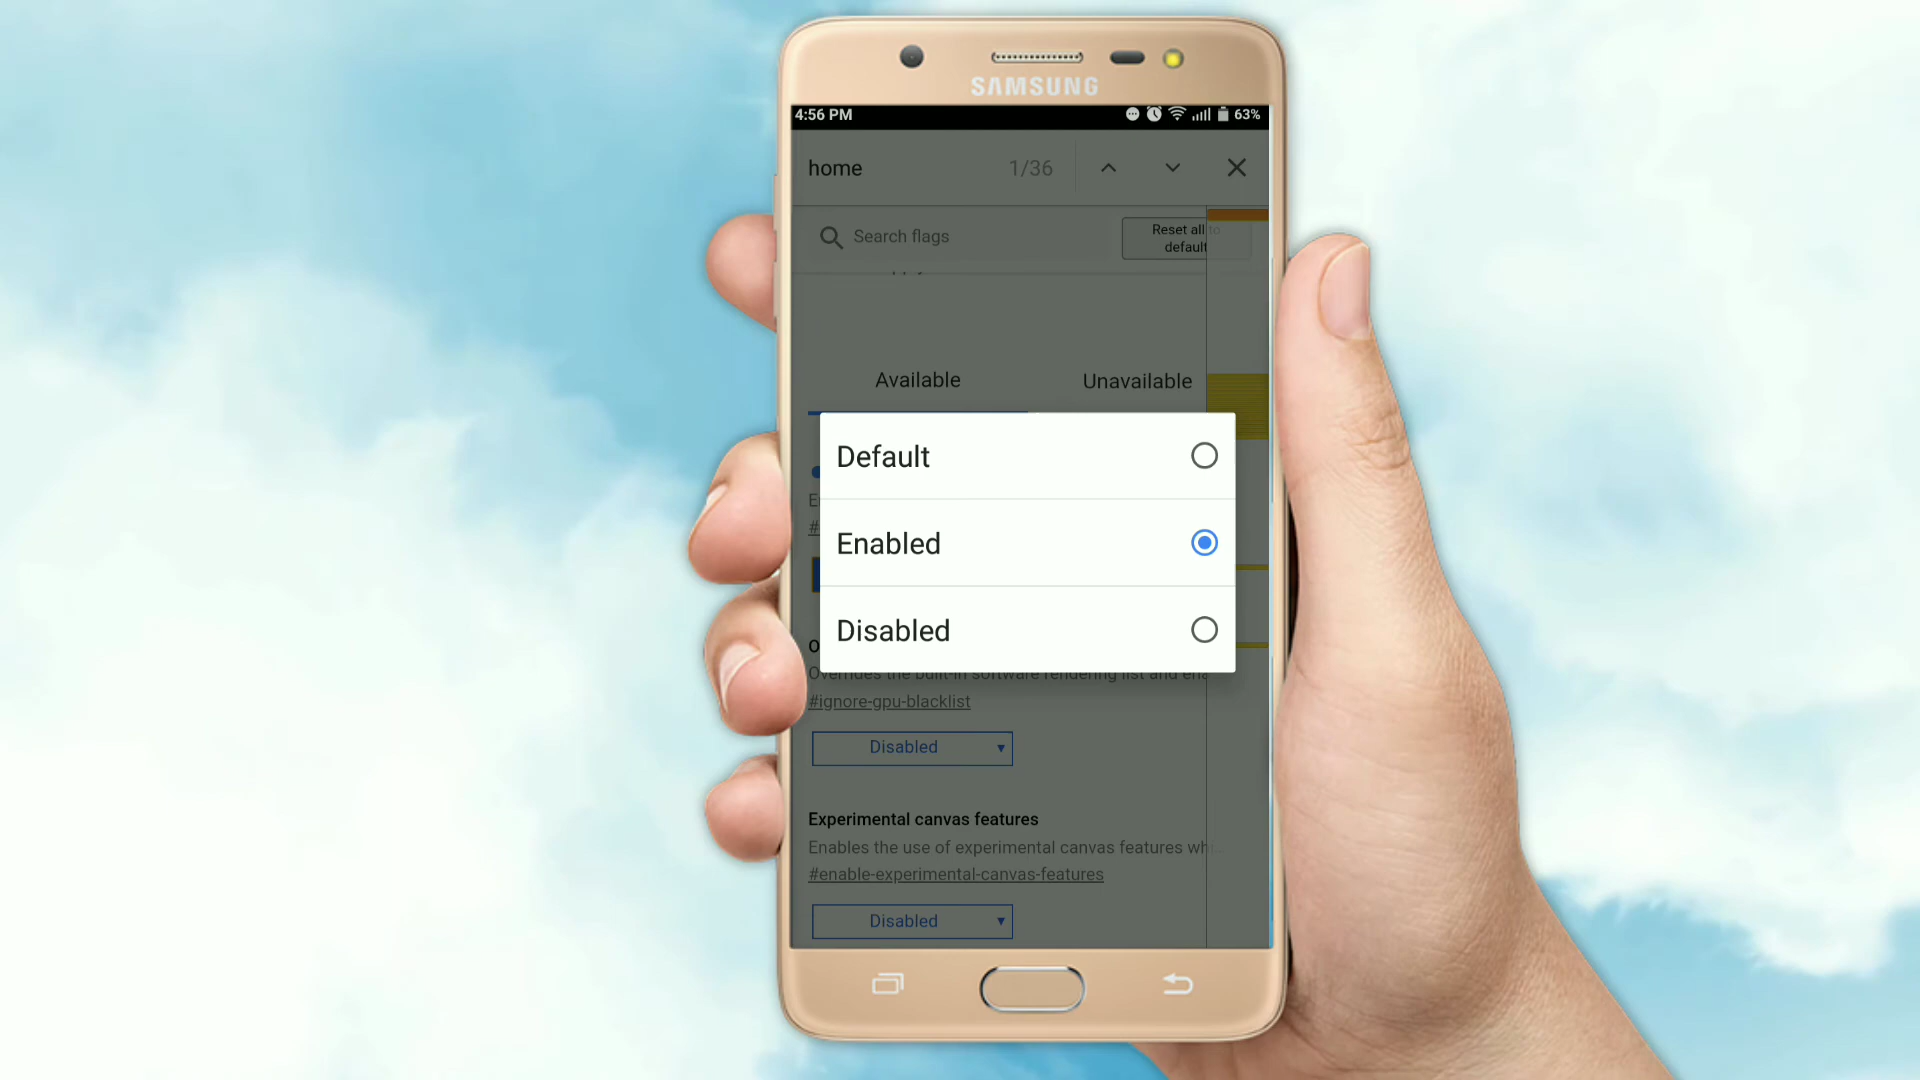 SAMSUNG
4:56 PM 63%
home 1/36
Search flags
Reset all to
default
Available Unavailable
Default
Enabled
Disabled
#ignore-gpu-blacklist
Disabled
Experimental canvas features
Enables the use of experimental canvas features
#enable-experimental-canvas-features
Disabled